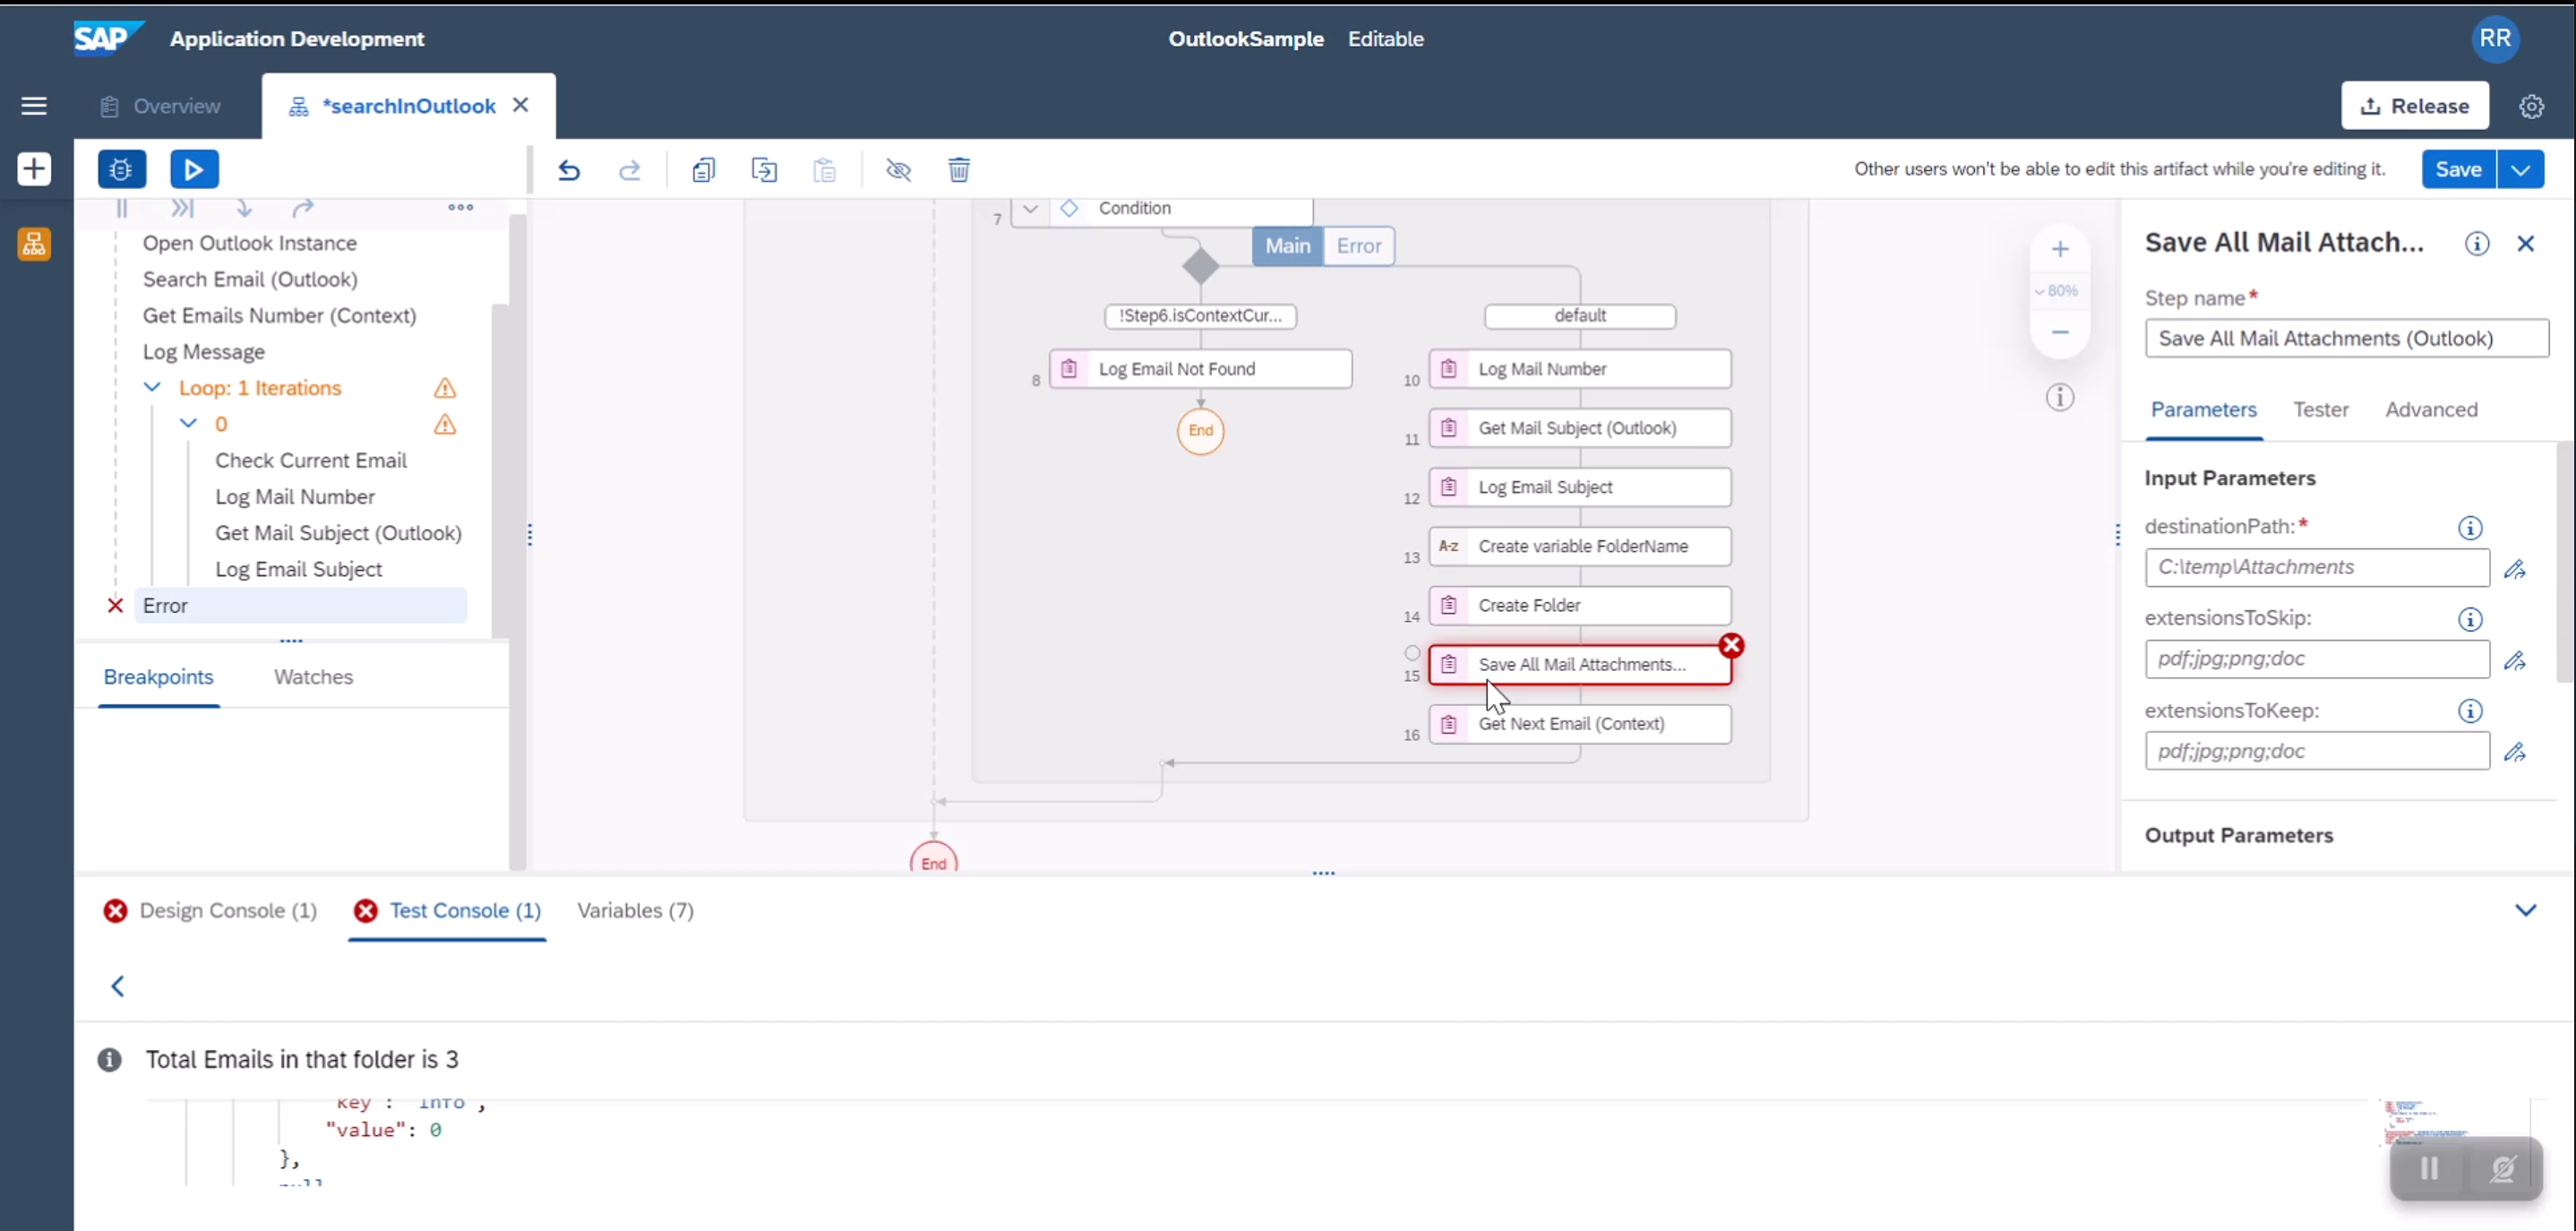 SAP Application Development
OutlookSample Editable
RR
Overview
*searchInOutlook
Release
Other users won't be able to edit this artifact while you're editing it.
Save
Open Outlook Instance
Search Email (Outlook)
Get Emails Number (Context)
Log Message
Loop: 1 Iterations
0
Check Current Email
Log Mail Number
Get Mail Subject (Outlook)
Log Email Subject
Error
Breakpoints
Watches
7
Condition
Main
Error
!Step6.isContextCur...
default
8
Log Email Not Found
End
10
Log Mail Number
11
Get Mail Subject (Outlook)
12
Log Email Subject
13
A-z
Create variable FolderName
14
Create Folder
15
Save All Mail Attachments...
16
Get Next Email (Context)
End
80%
Save All Mail Attach...
Step name*
Save All Mail Attachments (Outlook)
Parameters
Tester
Advanced
Input Parameters
destinationPath:*
C:\temp\Attachments
extensionsToSkip:
pdf;jpg;png;doc
extensionsToKeep:
pdf;jpg;png;doc
Output Parameters
Design Console (1)
Test Console (1)
Variables (7)
Total Emails in that folder is 3
"value": 0
},